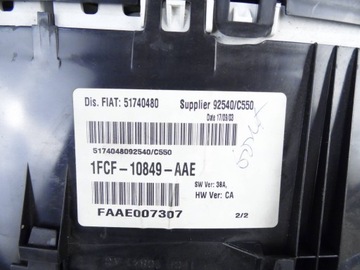 Dis. FIAT: 51740480 Supplier 92540/C550
Date 17/09/03
5174048092540/C550
1FCF-10849-AAE
SW Ver: 38A,
HW Ver: CA
FAAE007307
2/2